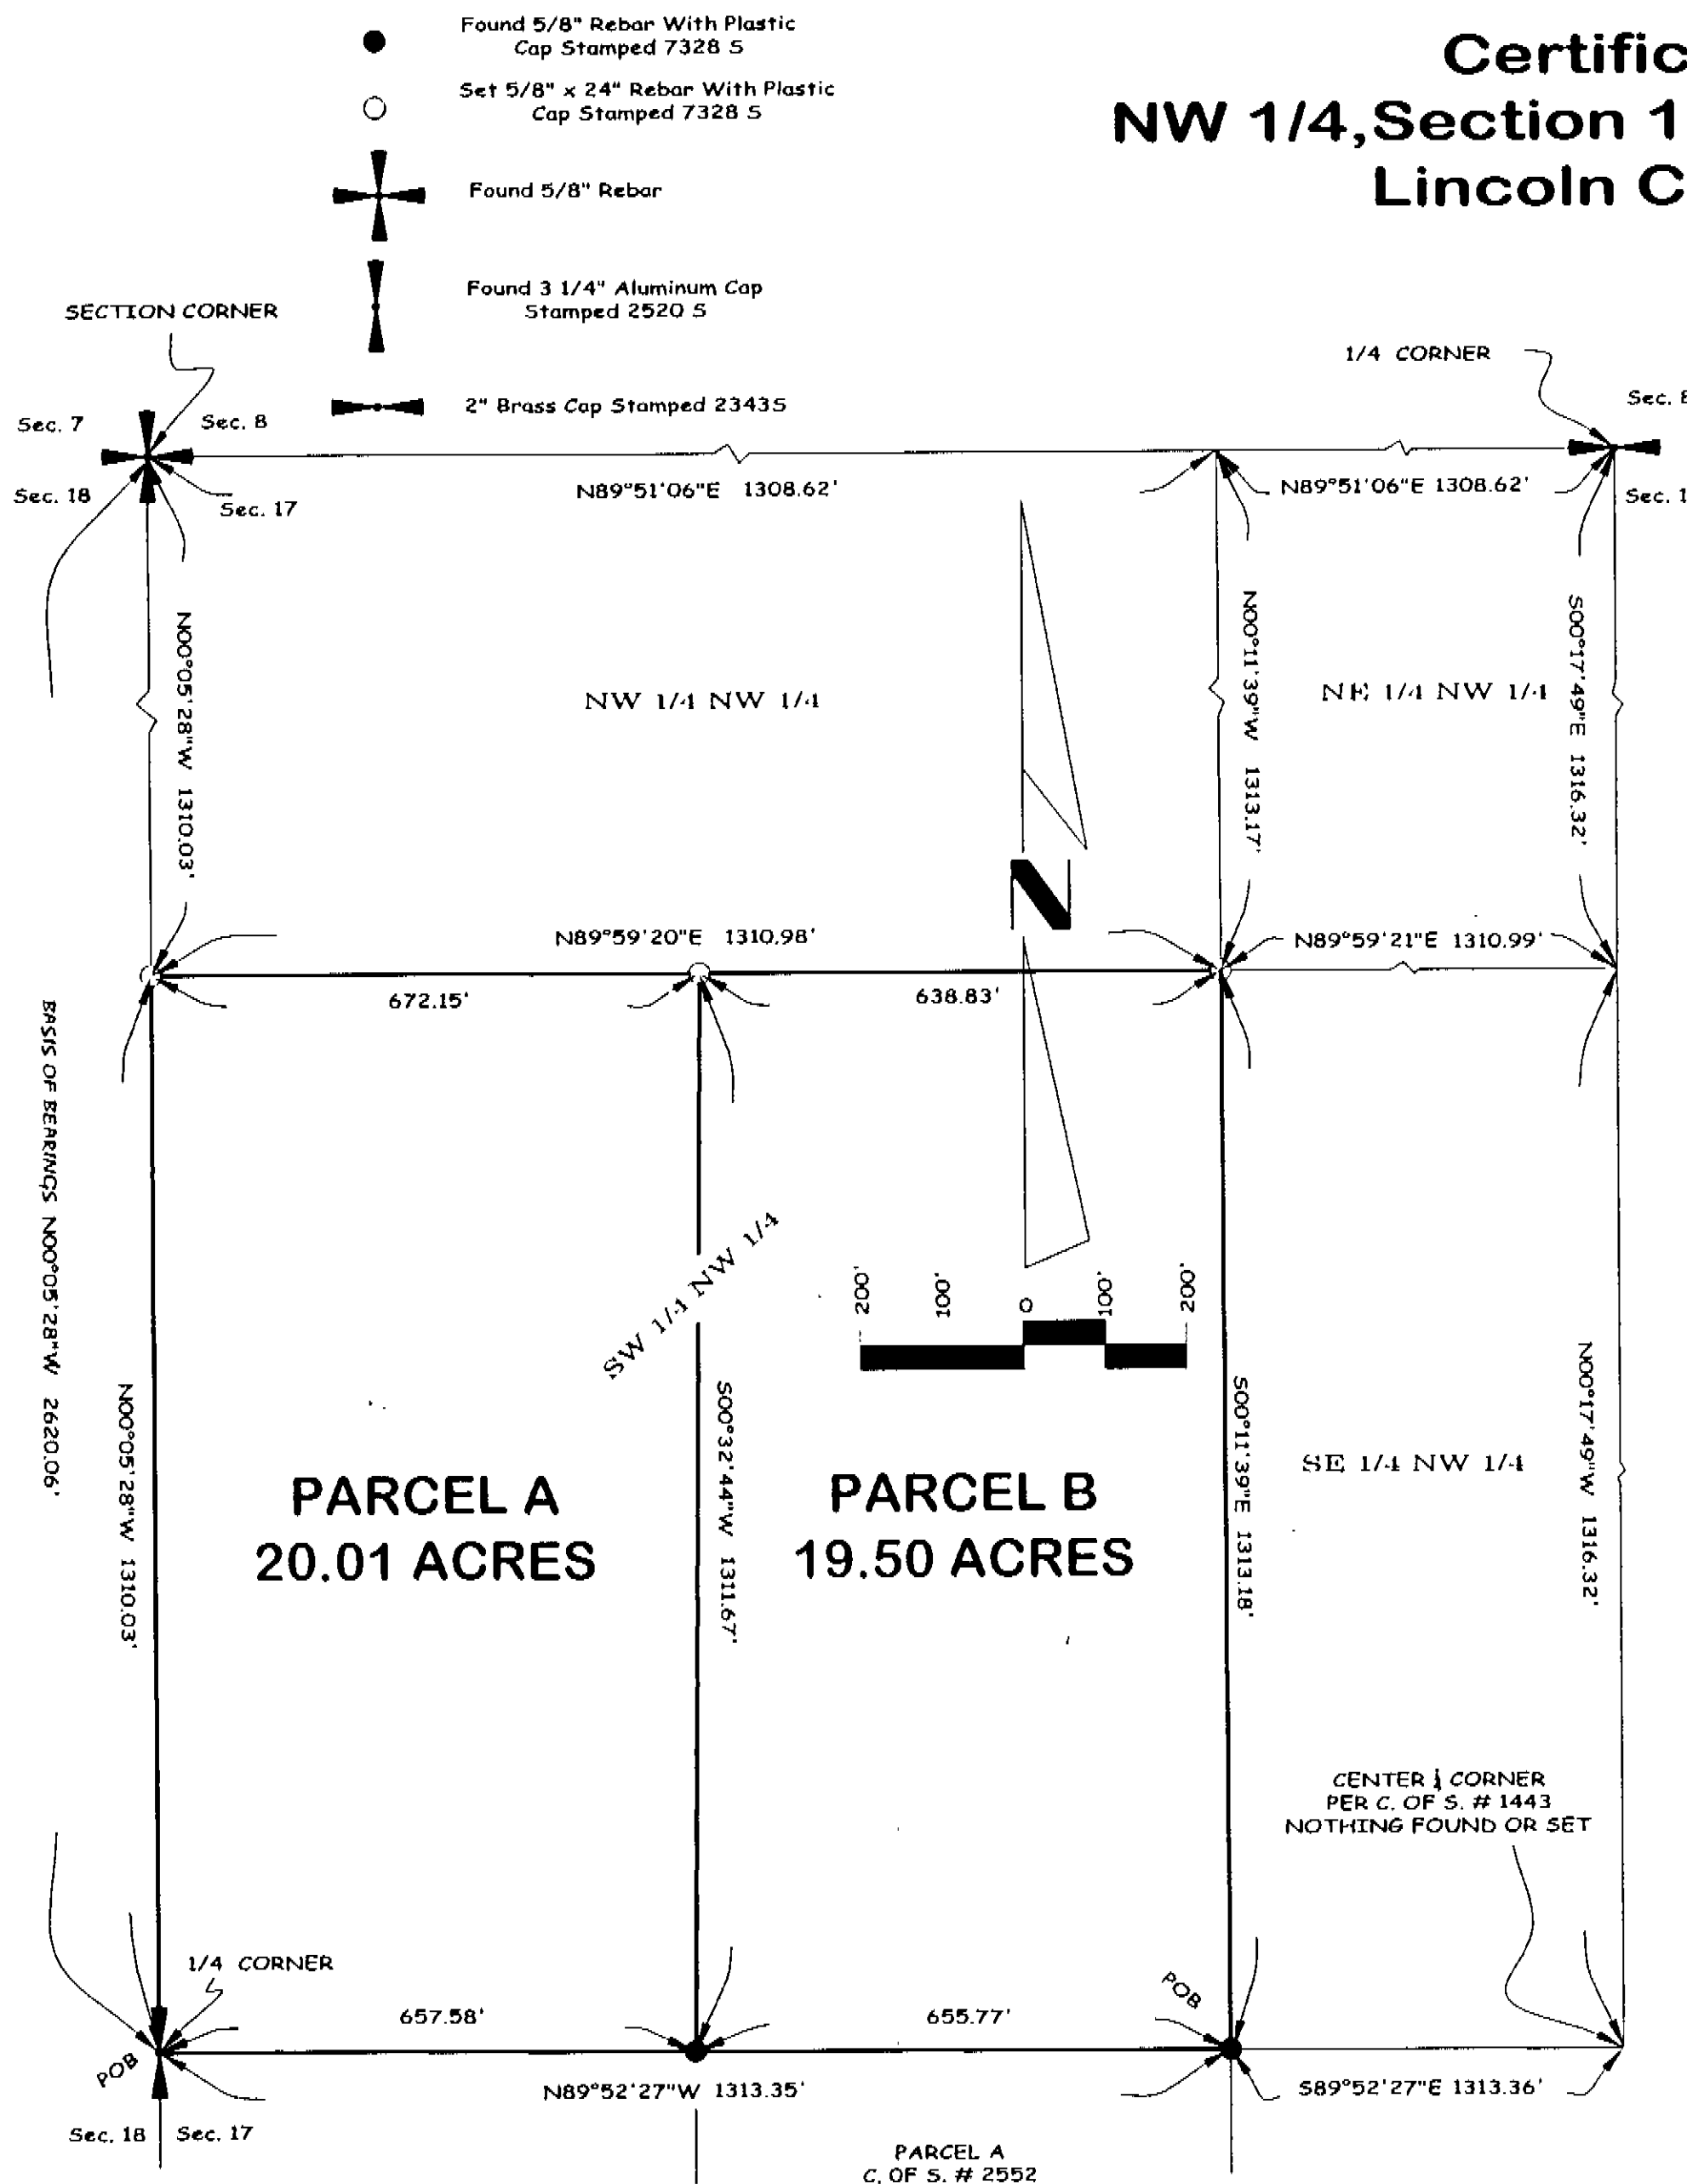 Found 5/8" Rebar With Plastic
Cap Stamped 7328 S
Set 5/8" x 24" Rebar With Plastic
Cap Stamped 7328 S
Found 5/8" Rebar
Found 3 1/4" Aluminum Cap
Stamped 2520 S
2" Brass Cap Stamped 2343S
Certific
NW 1/4, Section 1
Lincoln C
SECTION CORNER
1/4 CORNER
Sec. 7
Sec. 8
Sec. 8
Sec. 18
Sec. 17
Sec. 1
N89°51'06"E 1308.62'
N89°51'06"E 1308.62'
N00°05'28"W 1310.03'
N00°11'39"W 1313.17'
S00°17'49"E 1316.32'
NW 1/4 NW 1/4
NE 1/4 NW 1/4
N
N89°59'20"E 1310.98'
N89°59'21"E 1310.99'
672.15'
638.83'
BASIS OF BEARINGS N00°05'28"W 2620.06'
SW 1/4 NW 1/4
200'
100'
0
100'
200'
N00°05'28"W 1310.03'
S00°32'44"W 1311.67'
S00°11'39"E 1313.18'
N00°17'49"W 1316.32'
SE 1/4 NW 1/4
PARCEL A
20.01 ACRES
PARCEL B
19.50 ACRES
CENTER 1/4 CORNER
PER C. OF S. # 1443
NOTHING FOUND OR SET
1/4 CORNER
POB
657.58'
655.77'
POB
N89°52'27"W 1313.35'
S89°52'27"E 1313.36'
Sec. 18
Sec. 17
PARCEL A
C. OF S. # 2552